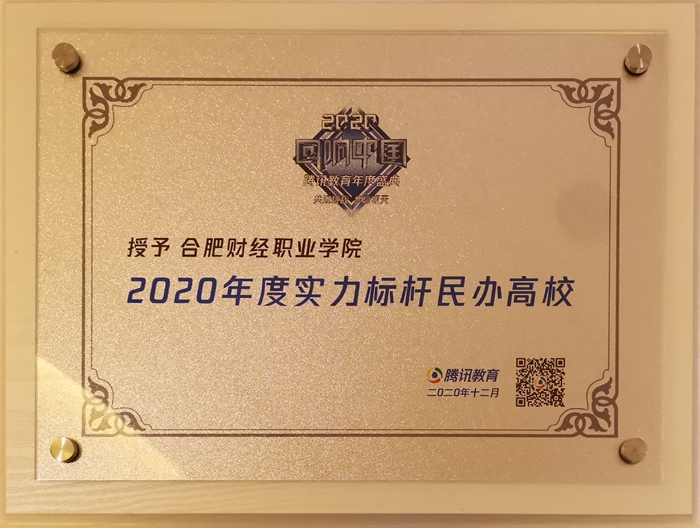 2020
回响中国
腾讯教育年度盛典
授予 合肥财经职业学院
2020年度实力标杆民办高校
腾讯教育
二〇二〇年十二月